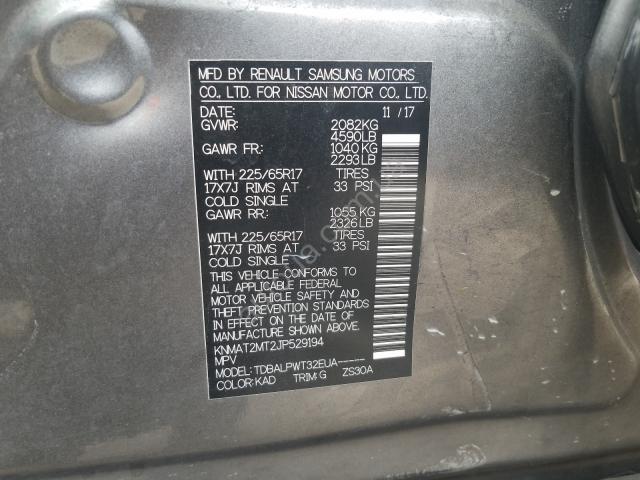 MFD BY RENAULT SAMSUNG MOTORS
CO., LTD. FOR NISSAN MOTOR CO., LTD.
DATE: 11 / 17
GVWR: 2082KG
4590LB
GAWR FR: 1040 KG
2293LB
WITH 225/65R17 TIRES
17X7J RIMS AT 33 PSI
COLD SINGLE
GAWR RR: 1055 KG
2326LB
WITH 225/65R17 TIRES
17X7J RIMS AT 33 PSI
COLD SINGLE
THIS VEHICLE CONFORMS TO
ALL APPLICABLE FEDERAL
MOTOR VEHICLE SAFETY AND
THEFT PREVENTION STANDARDS
IN EFFECT ON THE DATE OF
MANUFACTURE SHOWN ABOVE.
KNMAT2MT2JP529194
MPV
MODEL: TDBALPWT32EUA-----
COLOR: KAD TRIM: G ZS30A